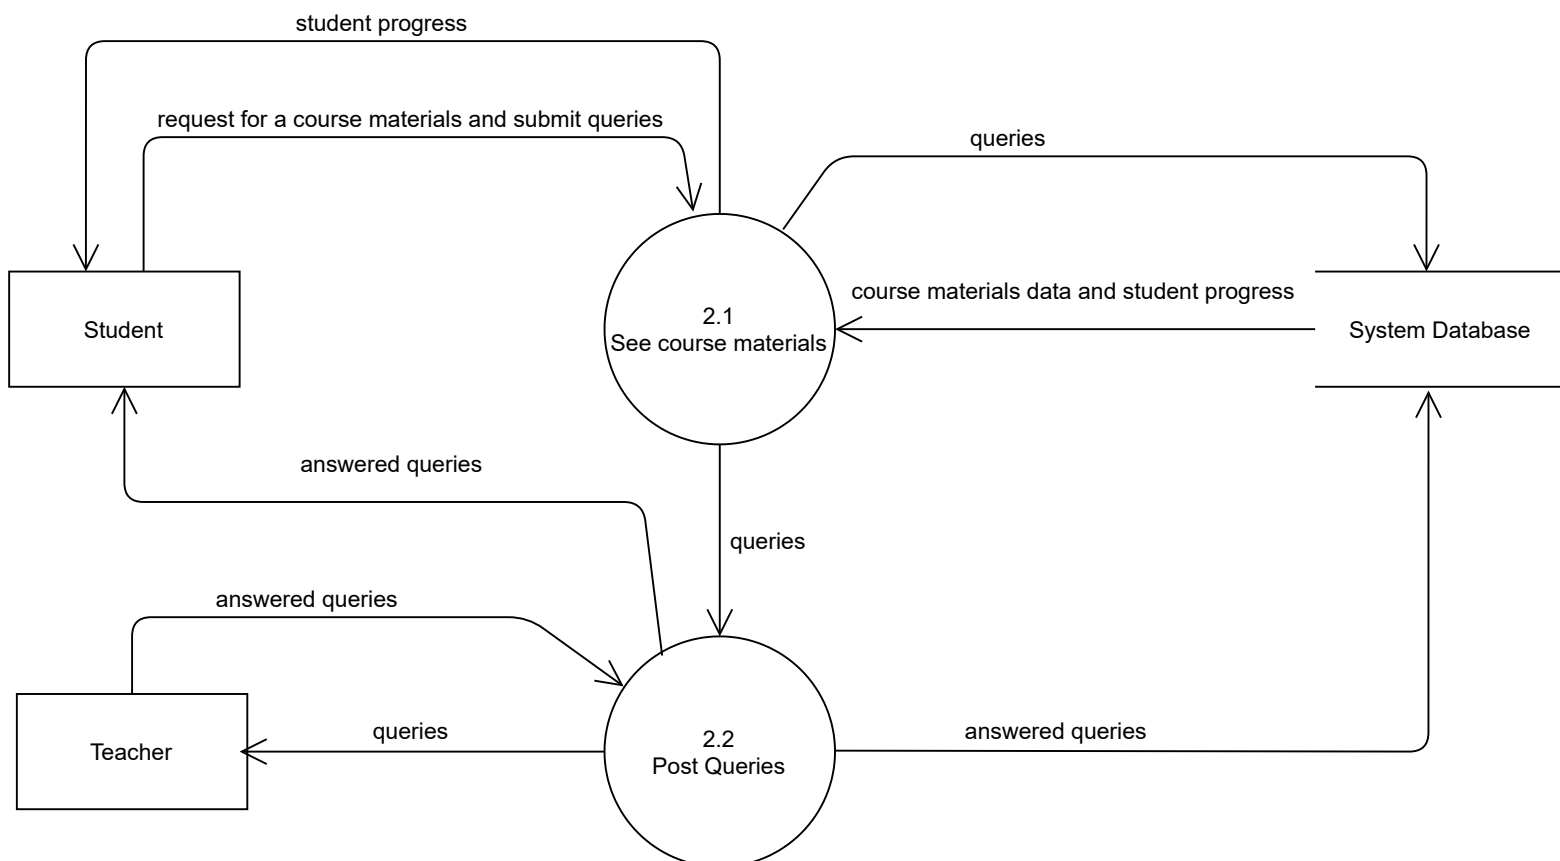 student progress
request for a course materials and submit queries
queries
course materials data and student progress
2.1
See course materials
Student
System Database
answered queries
queries
answered queries
queries
Teacher
2.2
Post Queries
answered queries